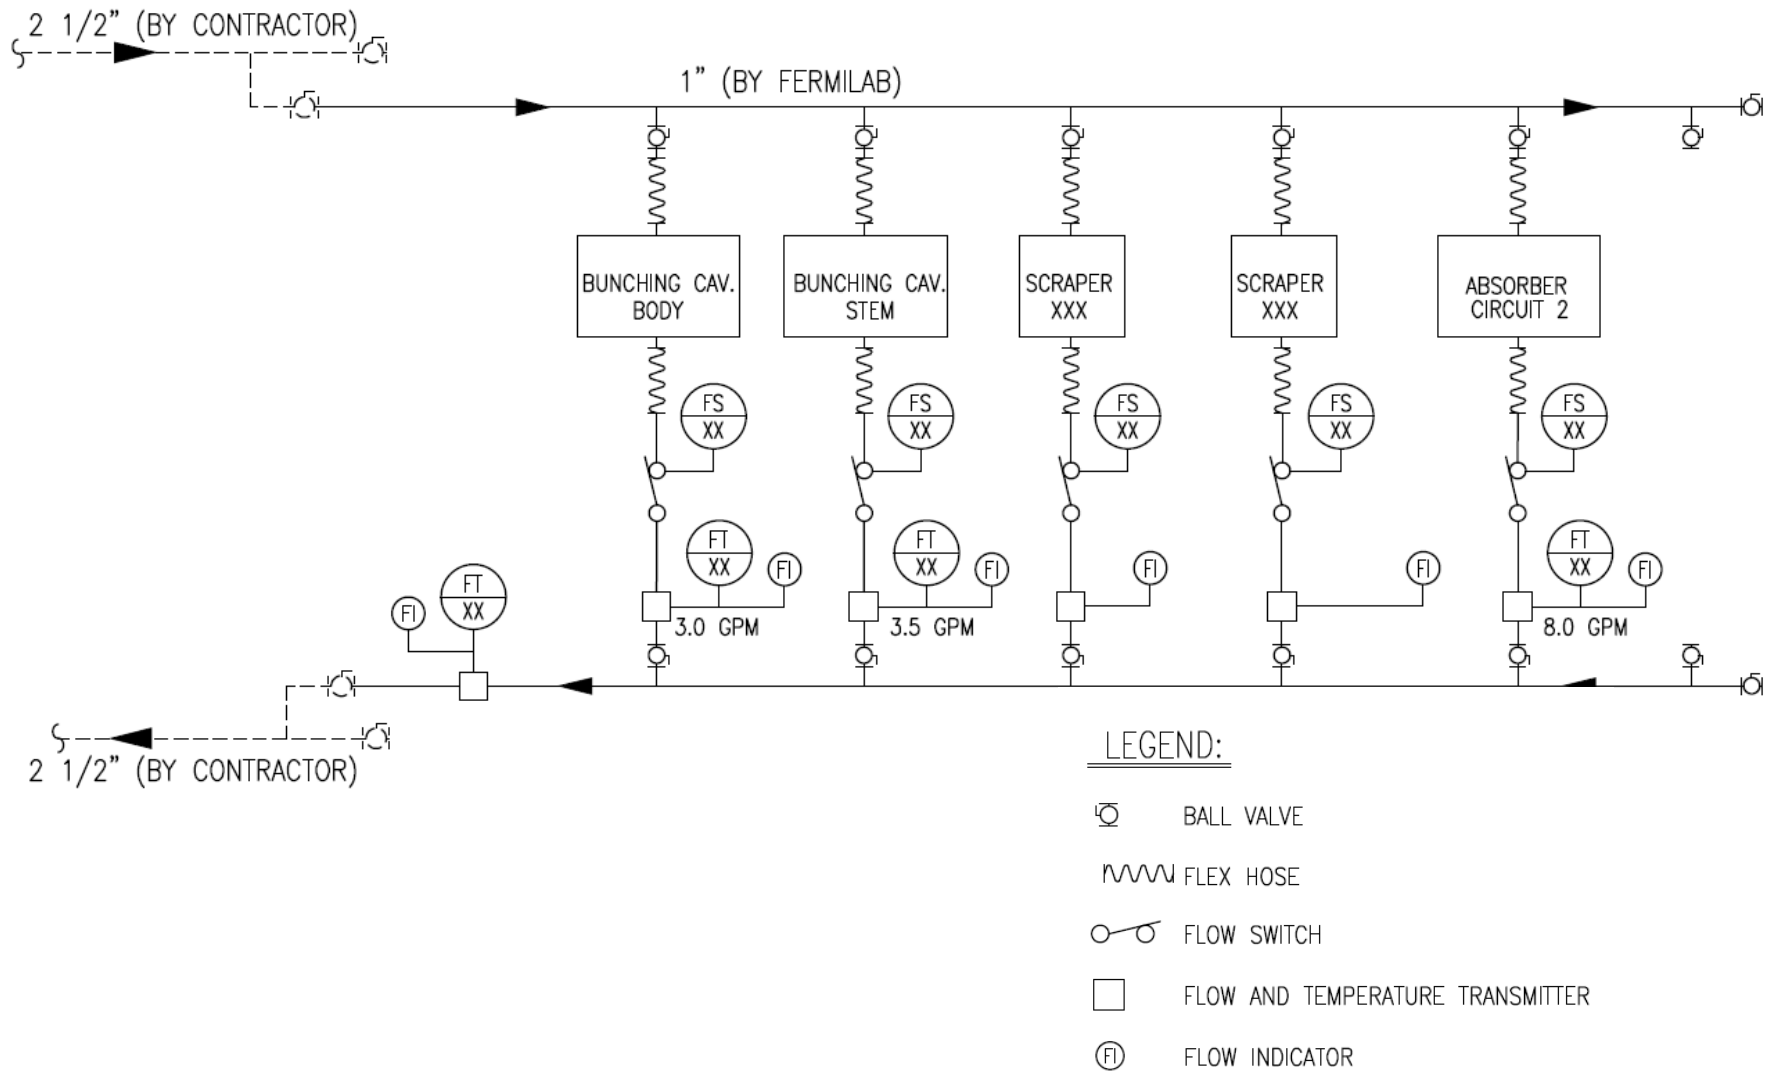 2 1/2” (BY CONTRACTOR)
1” (BY FERMILAB)
BUNCHING CAV.
BODY
BUNCHING CAV.
STEM
SCRAPER
XXX
SCRAPER
XXX
ABSORBER
CIRCUIT 2
FS
XX
FS
XX
FS
XX
FS
XX
FS
XX
FT
XX
FI
FT
XX
FI
FI
FI
FT
XX
FI
FI
FT
XX
3.0 GPM
3.5 GPM
8.0 GPM
2 1/2” (BY CONTRACTOR)
LEGEND:
BALL VALVE
FLEX HOSE
FLOW SWITCH
FLOW AND TEMPERATURE TRANSMITTER
FI FLOW INDICATOR